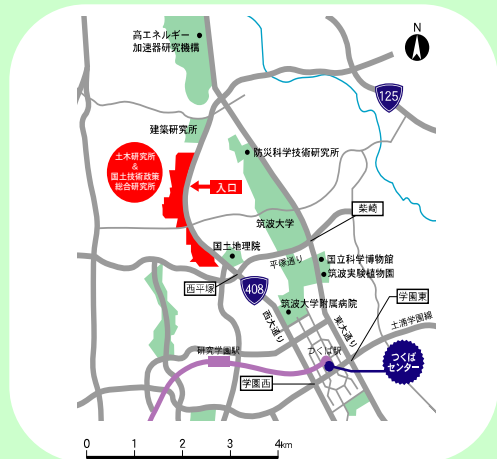 高エネルギー
加速器研究機構
N
125
建築研究所
防災科学技術研究所
土木研究所
&
国土技術政策
総合研究所
入口
柴崎
筑波大学
国土地理院
平塚通り
国立科学博物館
筑波実験植物園
西平塚
408
学園東
筑波大学附属病院
西大通り
東大通り
土浦学園線
研究学園駅
つくば駅
つくば
センター
学園西
0 1 2 3 4km